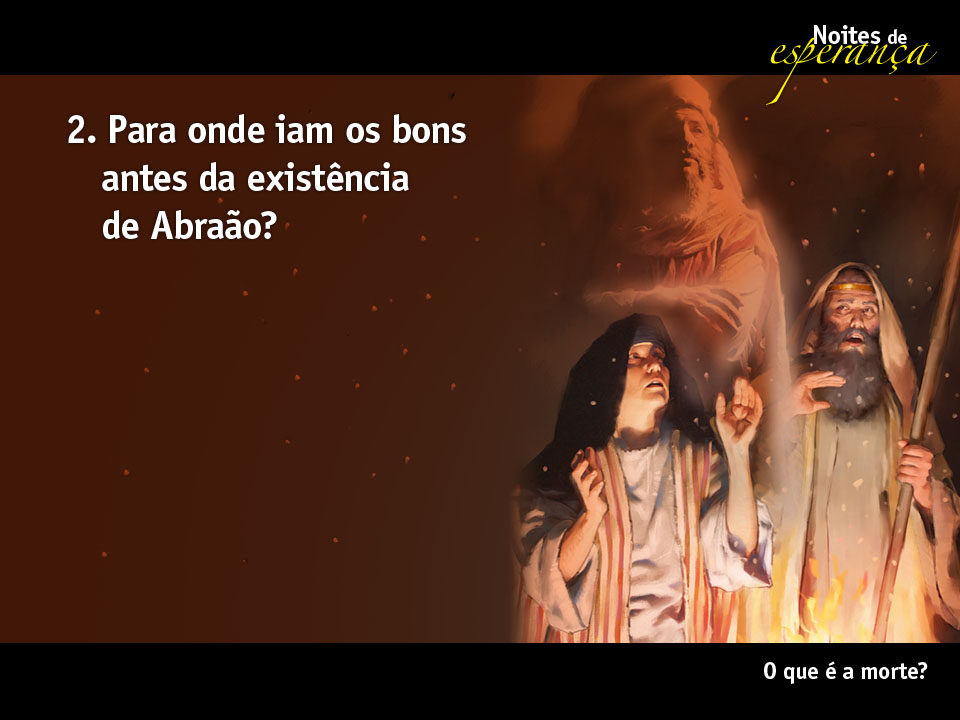 Noites de
esperança
2. Para onde iam os bons
antes da existência
de Abraão?
O que é a morte?